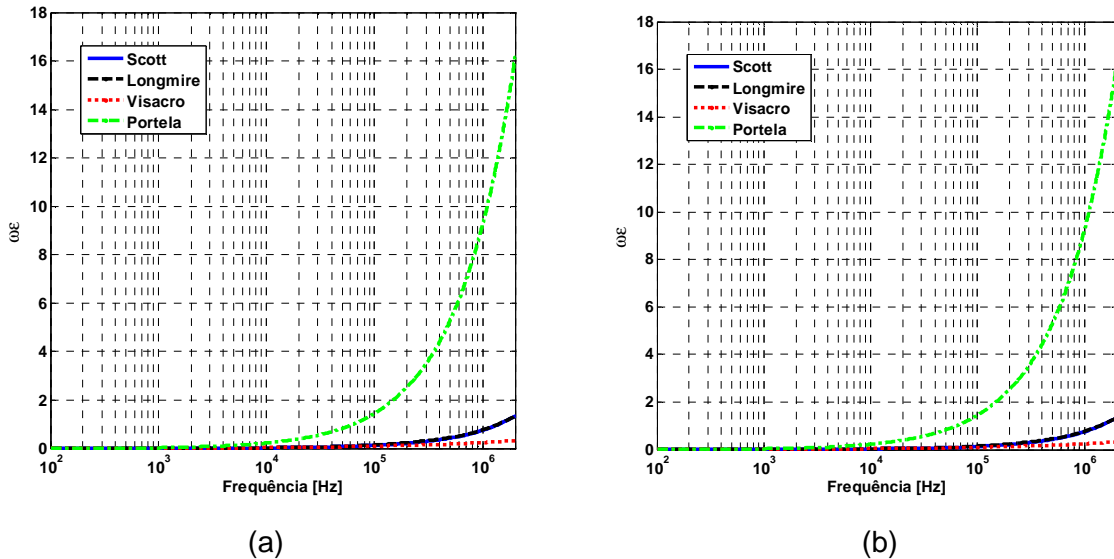 18
16
14
12
10
8
6
4
2
0
ωε
Scott
Longmire
Visacro
Portela
10^2
10^3
10^4
10^5
10^6
Frequência [Hz]
(a)
18
16
14
12
10
8
6
4
2
0
ωε
Scott
Longmire
Visacro
Portela
10^2
10^3
10^4
10^5
10^6
Frequência [Hz]
(b)